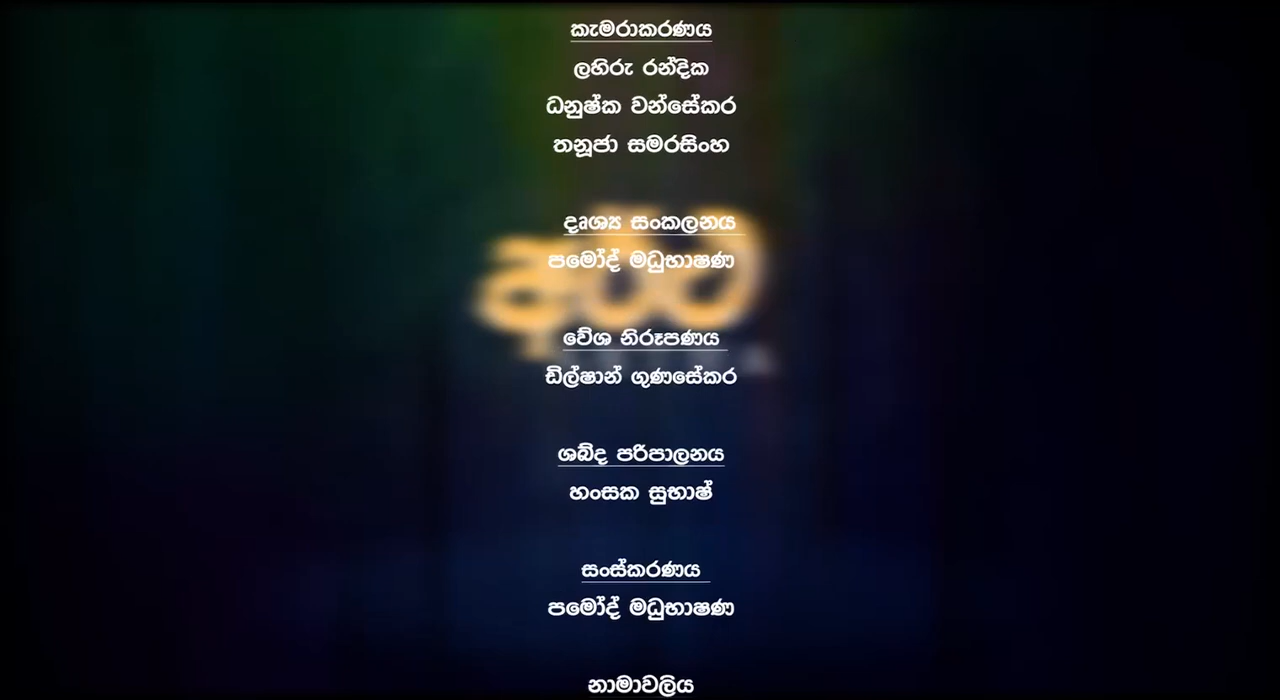 කැමරාකරණය
ලහිරු රන්දික
ධනුෂ්ක වන්සේකර
තනූජා සමරසිංහ
දෘශ්‍ය සංකලනය
පමෝද් මධුභාෂණ
වේශ නිරූපණය
ඩිල්ෂාන් ගුණසේකර
ශබ්ද පරිපාලනය
හංසක සුභාෂ්
සංස්කරණය
පමෝද් මධුභාෂණ
නාමාවලිය